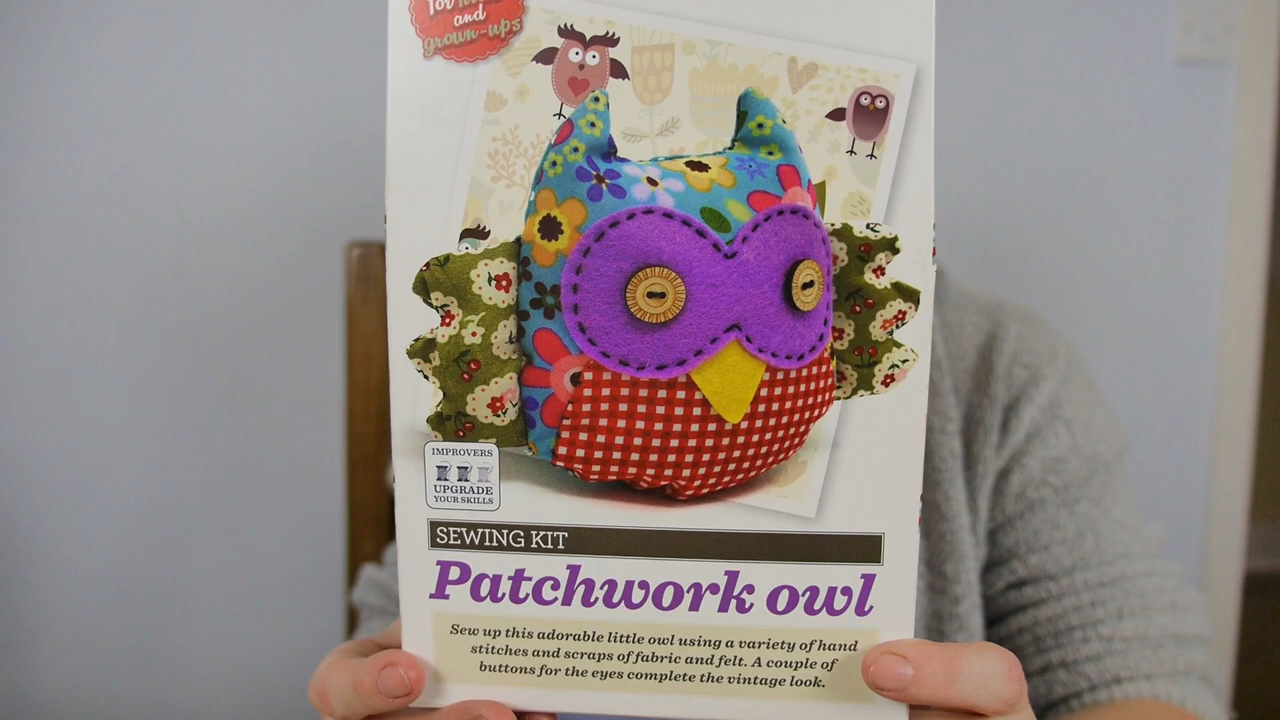 for
and
grown-ups
IMPROVERS
UPGRADE
YOUR SKILLS
SEWING KIT
Patchwork owl
Sew up this adorable little owl using a variety of hand
stitches and scraps of fabric and felt. A couple of
buttons for the eyes complete the vintage look.